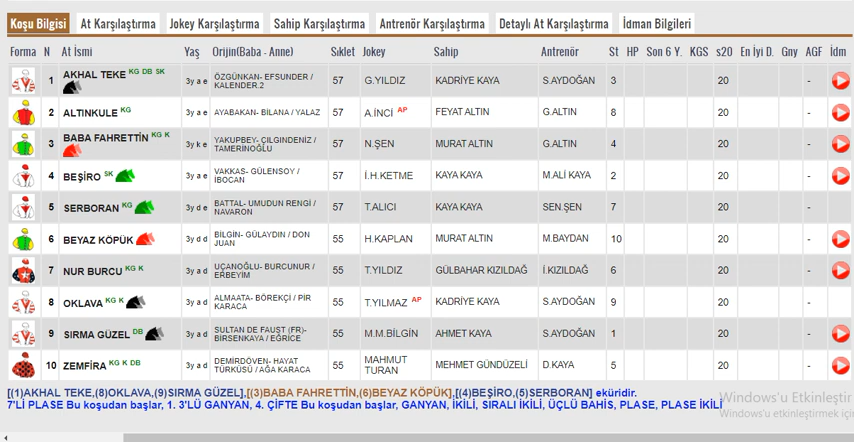 Koşu Bilgisi At Karşılaştırma Jokey Karşılaştırma Sahip Karşılaştırma Antrenör Karşılaştırma Detaylı At Karşılaştırma İdman Bilgileri
Forma N At İsmi Yaş Orijin(Baba - Anne) Sıklet Jokey Sahip Antrenör St HP Son 6 Y. KGS s20 En İyi D. Gny AGF İdm
1 AKHAL TEKE KG DB SK 3y a e ÖZGÜNKAN- EFSUNDER / KALENDER.2 57 G.YILDIZ KADRİYE KAYA S.AYDOĞAN 3 20 -
2 ALTINKULE KG 3y a e AYABAKAN- BİLANA / YALAZ 57 A.İNCİ AP FEYAT ALTIN G.ALTIN 8 20 -
3 BABA FAHRETTİN KG K 3y k e YAKUPBEY- ÇILGINDENİZ / TAMERİNOĞLU 57 N.ŞEN MURAT ALTIN G.ALTIN 4 20 -
4 BEŞİRO SK 3y a e VAKKAS- GÜLENSOY / İBOCAN 57 İ.H.KETME KAYA KAYA M.ALİ KAYA 2 20 -
5 SERBORAN KG 3y d e BATTAL- UMUDUN RENGİ / NAVARON 57 T.ALICI KAYA KAYA SEN.ŞEN 7 20 -
6 BEYAZ KÖPÜK 3y d d BİLGİN- GÜLAYDIN / DON JUAN 55 H.KAPLAN MURAT ALTIN M.BAYDAN 10 20 -
7 NUR BURCU KG K 3y a d UÇANOĞLU- BURCUNUR / ERBEYİM 55 T.YILDIZ GÜLBAHAR KIZILDAĞ İ.KIZILDAĞ 6 20 -
8 OKLAVA KG K 3y a d ALMAATA- BÖREKÇİ / PİR KARACA 55 T.YILMAZ AP KADRİYE KAYA S.AYDOĞAN 9 20 -
9 SIRMA GÜZEL DB 3y a d SULTAN DE FAUST (FR)- BİRSENKAYA / EĞRİCE 55 M.M.BİLGİN AHMET KAYA S.AYDOĞAN 1 20 -
10 ZEMFİRA KG K DB 3y a d DEMİRDÖVEN- HAYAT TÜRKÜSÜ / AĞA KARACA 55 MAHMUT TURAN MEHMET GÜNDÜZELİ D.KAYA 5 20 -
[(1)AKHAL TEKE,(8)OKLAVA,(9)SIRMA GÜZEL],[(3)BABA FAHRETTİN,(6)BEYAZ KÖPÜK],[(4)BEŞİRO,(5)SERBORAN] eküridir.
7'Lİ PLASE Bu koşudan başlar, 1. 3'LÜ GANYAN, 4. ÇİFTE Bu koşudan başlar, GANYAN, İKİLİ, SIRALI İKİLİ, ÜÇLÜ BAHİS, PLASE, PLASE İKİLİ
Windows'u Etkinleştir
Windows'u etkinleştirmek için